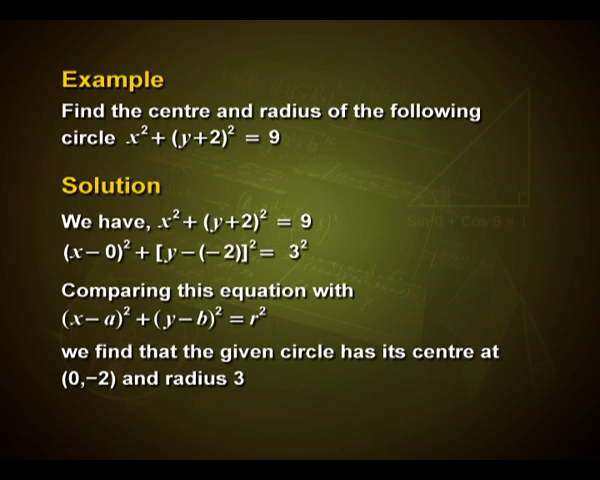 Example
Find the centre and radius of the following
circle x² + (y+2)² = 9
Solution
We have, x² + (y+2)² = 9
(x – 0)² + [y – (– 2)]² = 3²
Comparing this equation with
(x – a)² + (y – b)² = r²
we find that the given circle has its centre at
(0,–2) and radius 3